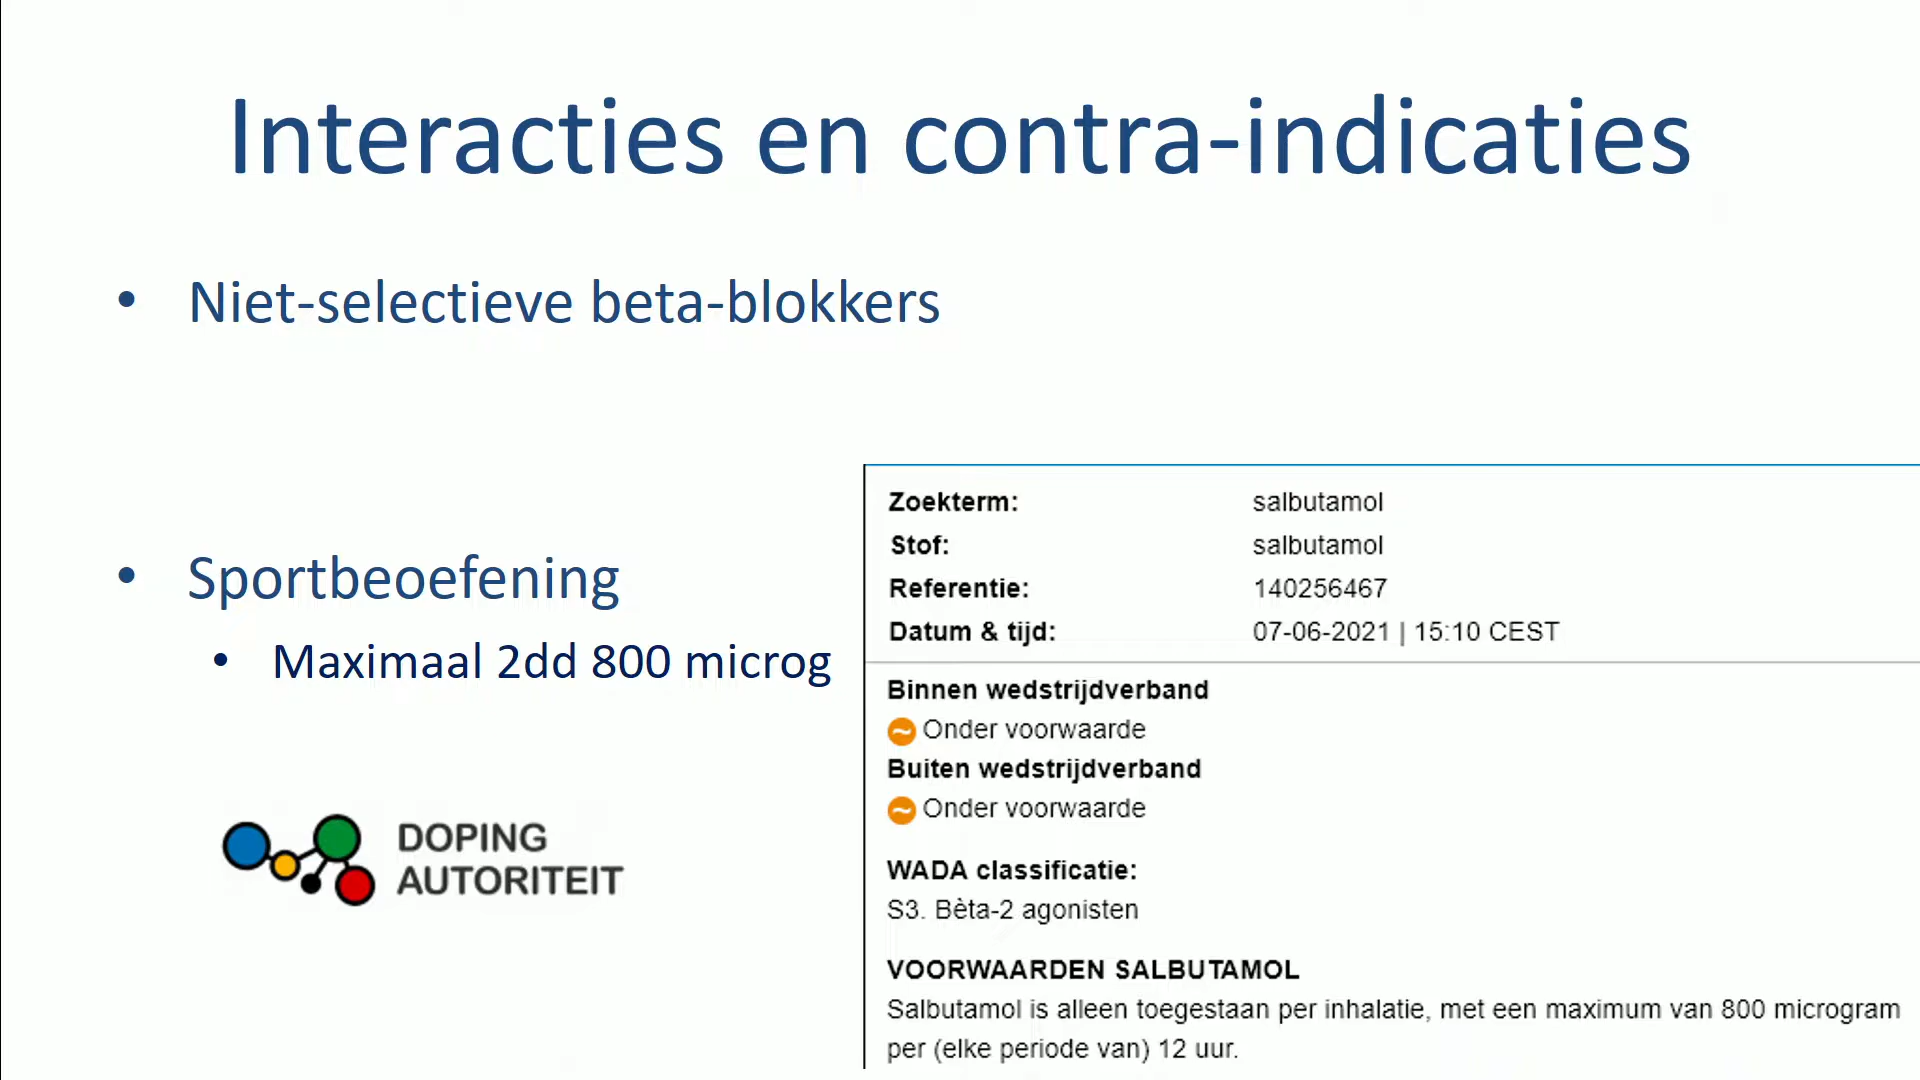 Interacties en contra-indicaties
• Niet-selectieve beta-blokkers
• Sportbeoefening
• Maximaal 2dd 800 microg
DOPING
AUTORITEIT
Zoekterm: salbutamol
Stof: salbutamol
Referentie: 140256467
Datum & tijd: 07-06-2021 | 15:10 CEST
Binnen wedstrijdverband
Onder voorwaarde
Buiten wedstrijdverband
Onder voorwaarde
WADA classificatie:
S3. Bèta-2 agonisten
VOORWAARDEN SALBUTAMOL
Salbutamol is alleen toegestaan per inhalatie, met een maximum van 800 microgram
per (elke periode van) 12 uur.